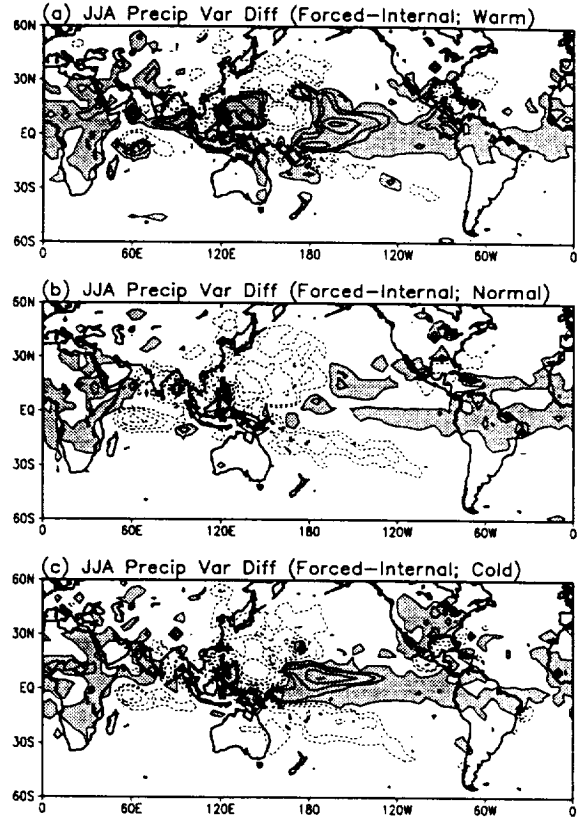 (a) JJA Precip Var Diff (Forced-Internal; Warm)
60N
30N
EQ
30S
60S
0 60E 120E 180 120W 60W 0
(b) JJA Precip Var Diff (Forced-Internal; Normal)
60N
30N
EQ
30S
60S
0 60E 120E 180 120W 60W 0
(c) JJA Precip Var Diff (Forced-Internal; Cold)
60N
30N
EQ
30S
60S
0 60E 120E 180 120W 60W 0